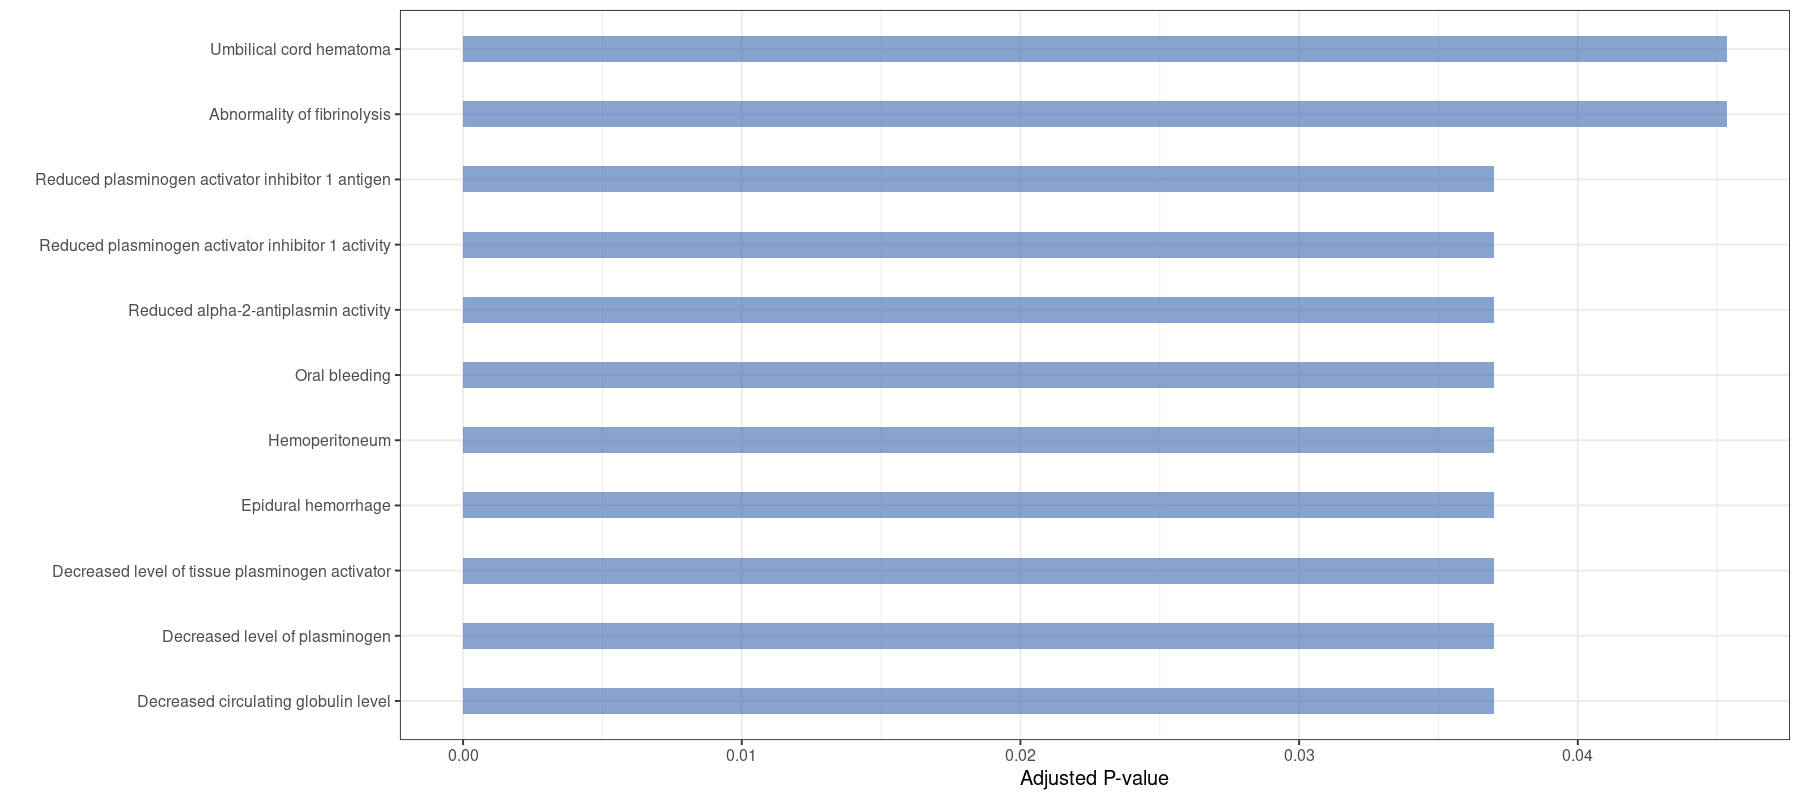 Umbilical cord hematoma
Abnormality of fibrinolysis
Reduced plasminogen activator inhibitor 1 antigen
Reduced plasminogen activator inhibitor 1 activity
Reduced alpha-2-antiplasmin activity
Oral bleeding
Hemoperitoneum
Epidural hemorrhage
Decreased level of tissue plasminogen activator
Decreased level of plasminogen
Decreased circulating globulin level
0.00 0.01 0.02 0.03 0.04
Adjusted P-value